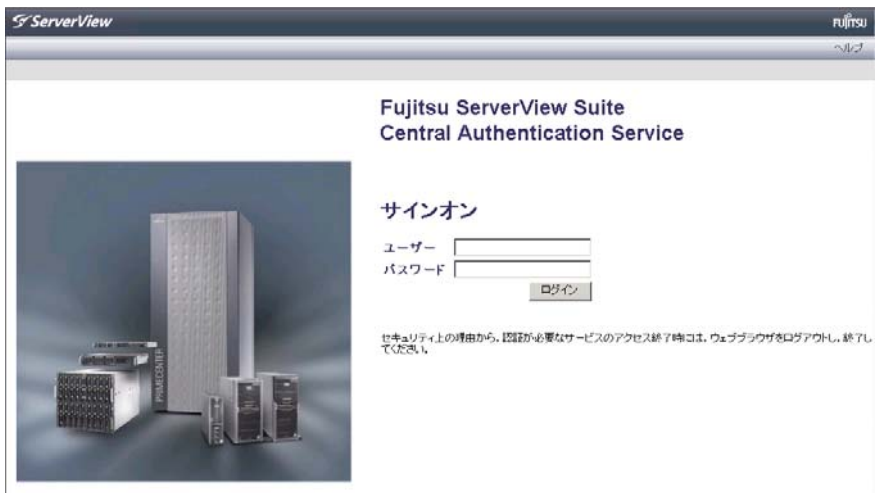 ServerView
FUJITSU
ヘルプ
Fujitsu ServerView Suite
Central Authentication Service
サインオン
ユーザー
パスワード
ログイン
セキュリティ上の理由から、認証が必要なサービスのアクセス終了時には、ウェブブラウザをログアウトし、終了し
てください。
PRIMECENTER